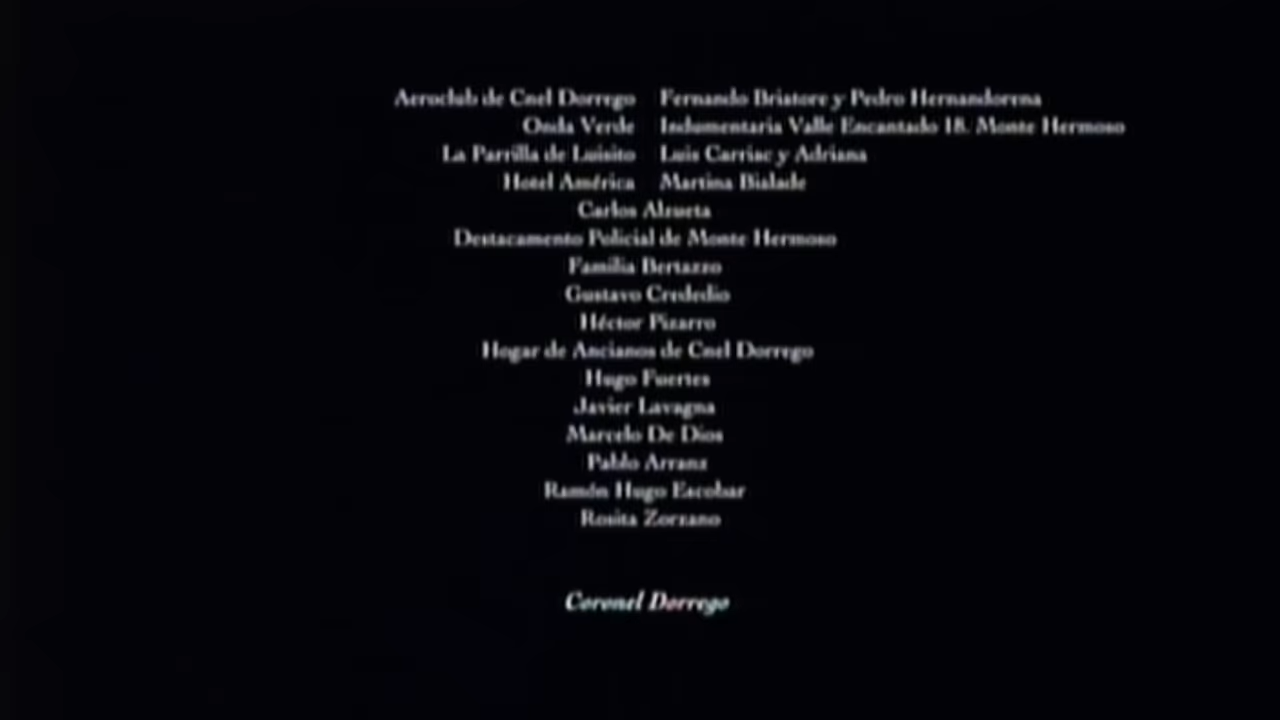 Aeroclub de Cnel Dorrego Fernando Briatore y Pedro Hernandorena
Onda Verde Indumentaria Valle Encantado 18. Monte Hermoso
La Parrilla de Luisito Luis Carriac y Adriana
Hotel América Martina Bialade
Carlos Alzueta
Destacamento Policial de Monte Hermoso
Familia Bertazzo
Gustavo Crededio
Héctor Pizarro
Hogar de Ancianos de Cnel Dorrego
Hugo Fuertes
Javier Lavagna
Marcelo De Dios
Pablo Arranz
Ramón Hugo Escobar
Rosita Zorzano
Coronel Dorrego